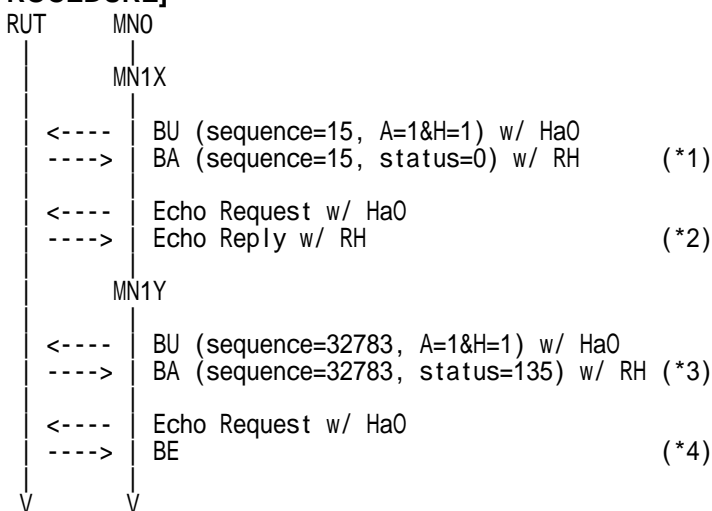 ROCEDURE]
RUT MN0
MN1X
<---- BU (sequence=15, A=1&H=1) w/ HaO
----> BA (sequence=15, status=0) w/ RH (*1)
<---- Echo Request w/ HaO
----> Echo Reply w/ RH (*2)
MN1Y
<---- BU (sequence=32783, A=1&H=1) w/ HaO
----> BA (sequence=32783, status=135) w/ RH (*3)
<---- Echo Request w/ HaO
----> BE (*4)
V V